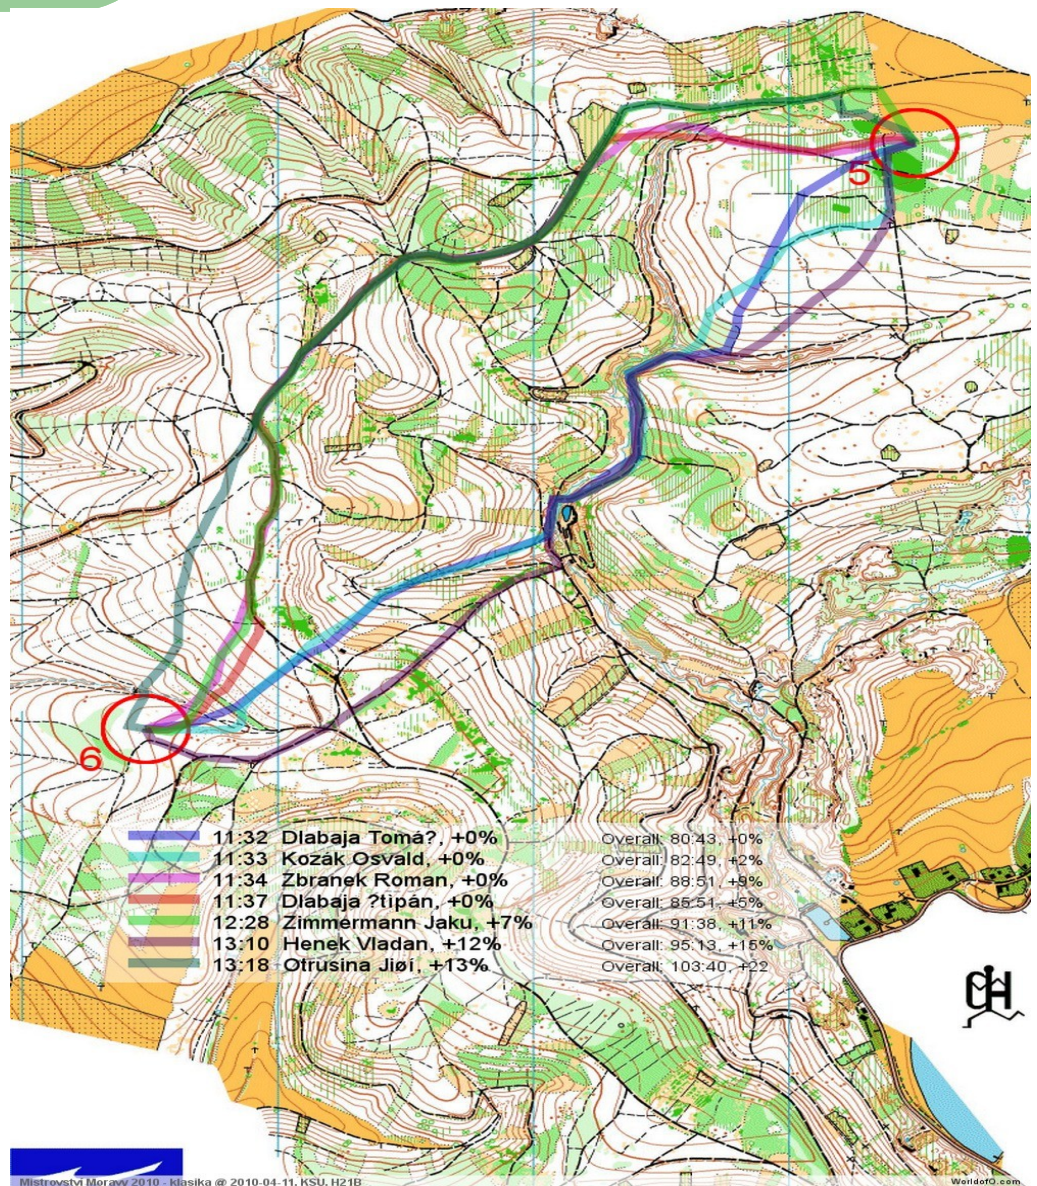 5
6
11:32 Dlabaja Tomá?, +0% Overall: 80:43, +0%
11:33 Kozák Osvald, +0% Overall: 82:49, +2%
11:34 Zbranek Roman, +0% Overall: 88:51, +9%
11:37 Dlabaja ?tìpán, +0% Overall: 85:51, +5%
12:28 Zimmermann Jaku, +7% Overall: 91:38, +11%
13:10 Henek Vladan, +12% Overall: 95:13, +15%
13:18 Otrusina Jiøí, +13% Overall: 103:40, +22
Mistrovství Moravy 2010 - klasika @ 2010-04-11, KSU, H21B WorldofO.com